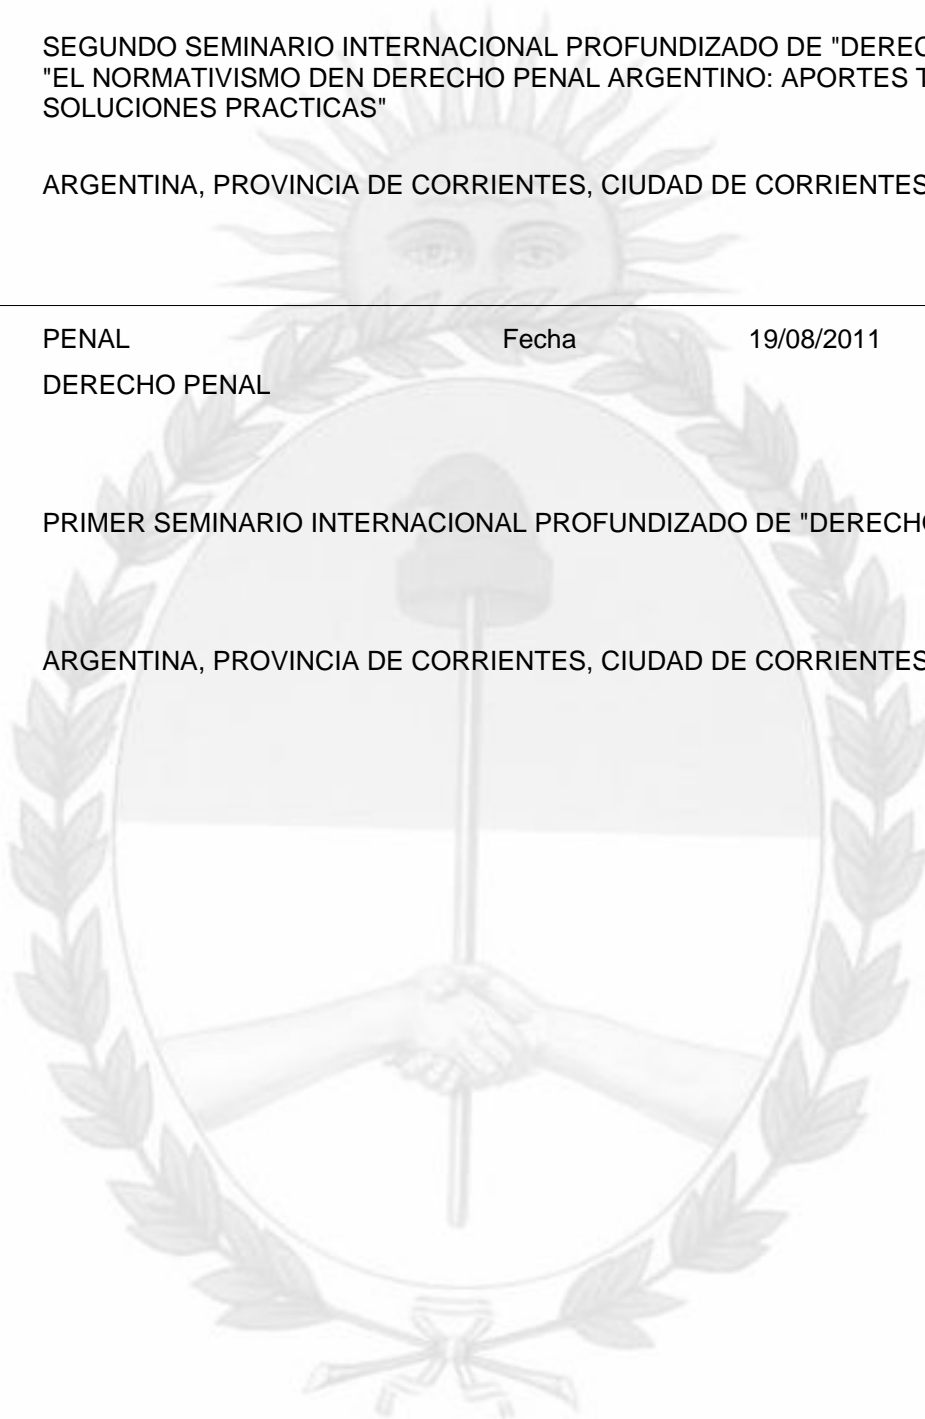 SEGUNDO SEMINARIO INTERNACIONAL PROFUNDIZADO DE "DEREC
"EL NORMATIVISMO DEN DERECHO PENAL ARGENTINO: APORTES T
SOLUCIONES PRACTICAS"
ARGENTINA, PROVINCIA DE CORRIENTES, CIUDAD DE CORRIENTES
PENAL Fecha 19/08/2011
DERECHO PENAL
PRIMER SEMINARIO INTERNACIONAL PROFUNDIZADO DE "DERECHO
ARGENTINA, PROVINCIA DE CORRIENTES, CIUDAD DE CORRIENTES